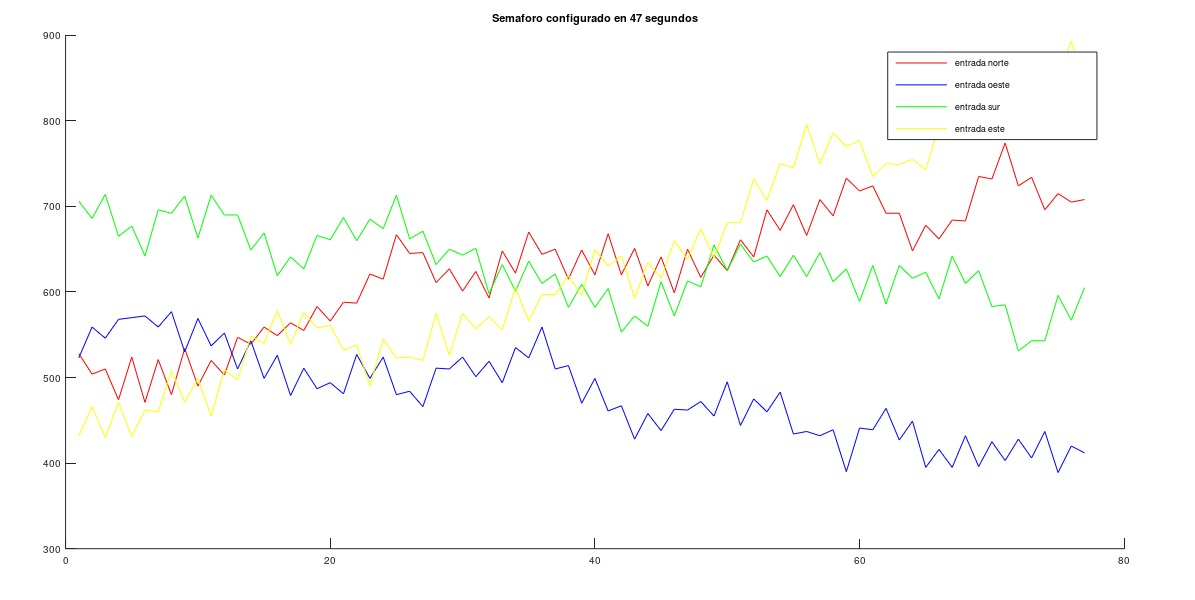 Semaforo configurado en 47 segundos
900
entrada norte
entrada oeste
entrada sur
entrada este
800
700
600
500
400
300
0 20 40 60 80